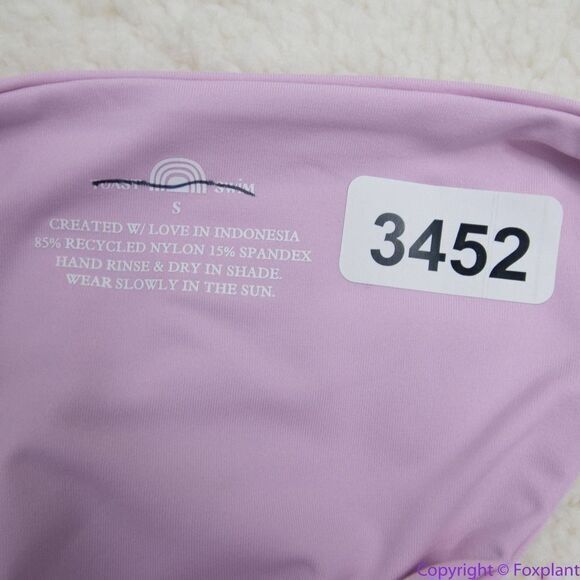 TOAST SWIM
S
CREATED W/ LOVE IN INDONESIA
85% RECYCLED NYLON 15% SPANDEX
HAND RINSE & DRY IN SHADE.
WEAR SLOWLY IN THE SUN.
3452
Copyright © Foxplant